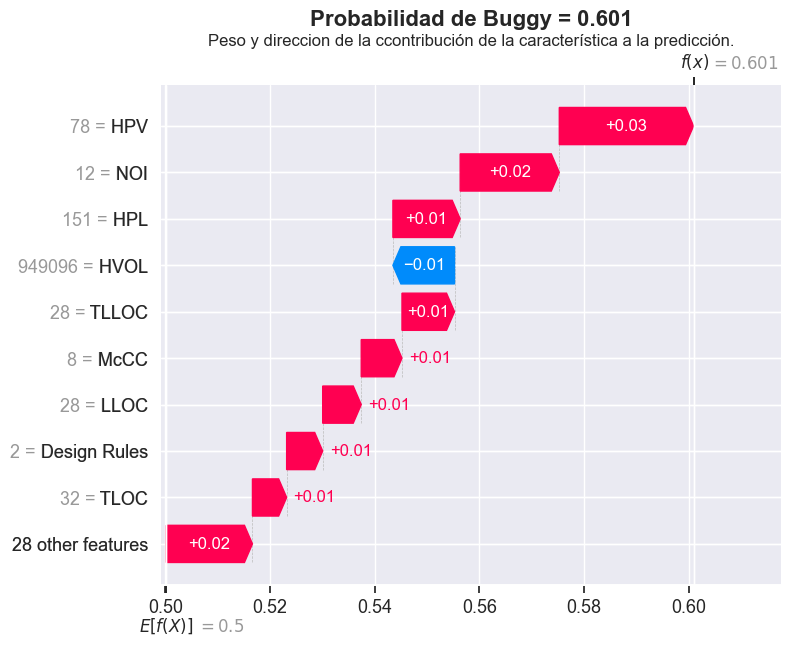 Probabilidad de Buggy = 0.601
Peso y direccion de la ccontribución de la característica a la predicción.
f(x) = 0.601
78 = HPV
+0.03
12 = NOI
+0.02
151 = HPL
+0.01
949096 = HVOL
−0.01
28 = TLLOC
+0.01
8 = McCC
+0.01
28 = LLOC
+0.01
2 = Design Rules
+0.01
32 = TLOC
+0.01
28 other features
+0.02
0.50 0.52 0.54 0.56 0.58 0.60
E[f(X)] = 0.5